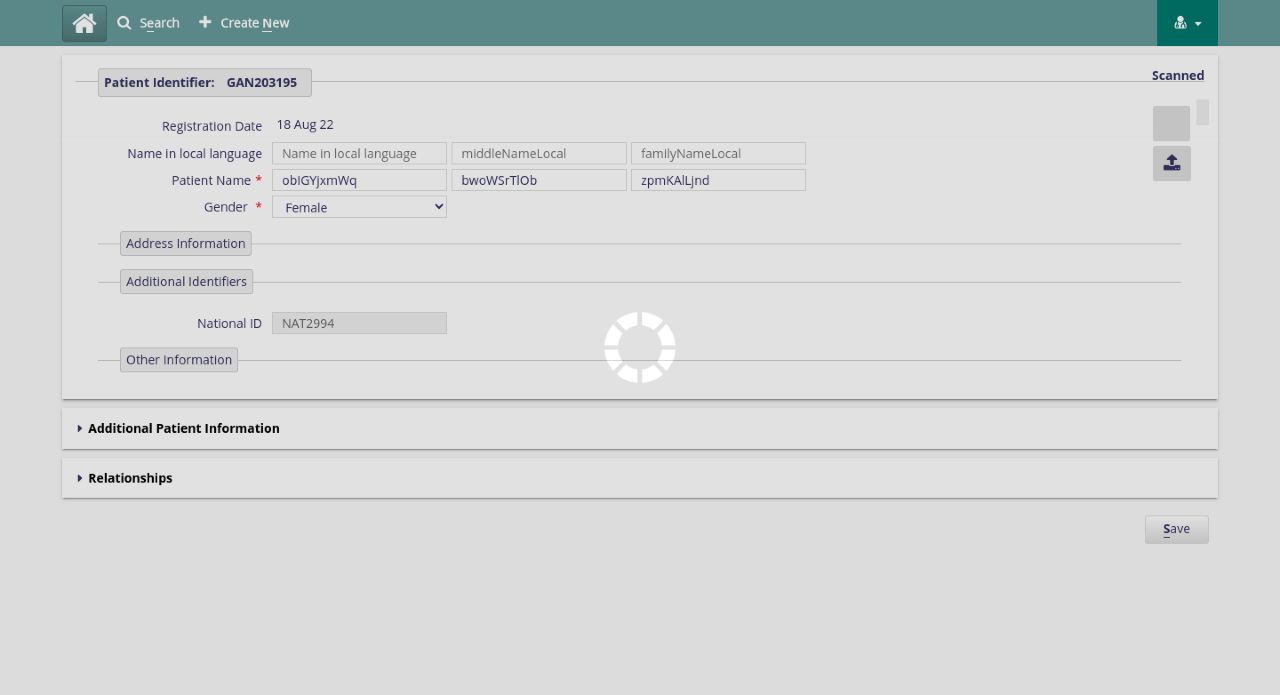 Search
Create New
Patient Identifier: GAN203195
Scanned
Registration Date 18 Aug 22
Name in local language Name in local language middleNameLocal familyNameLocal
Patient Name * obIGYjxmWq bwoWSrTlOb zpmKAlLjnd
Gender * Female
Address Information
Additional Identifiers
National ID NAT2994
Other Information
Additional Patient Information
Relationships
Save